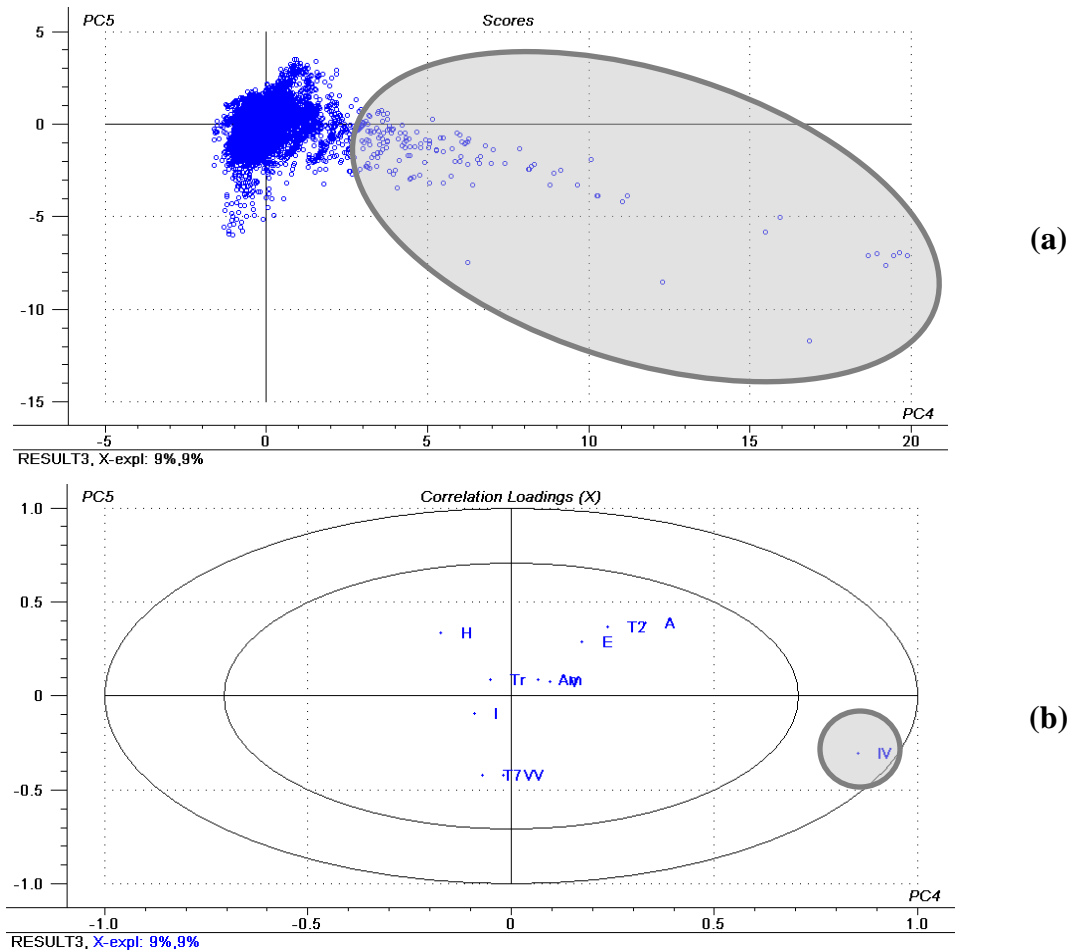 PC5 Scores
5
0
-5
-10
-15
PC4
-5 0 5 10 15 20
RESULT3, X-expl: 9%,9%
(a)
PC5 Correlation Loadings (X)
1.0
0.5
0
-0.5
-1.0
H
T2 A
E
Tr Am
I
T7 VV
IV
PC4
-1.0 -0.5 0 0.5 1.0
RESULT3, X-expl: 9%,9%
(b)